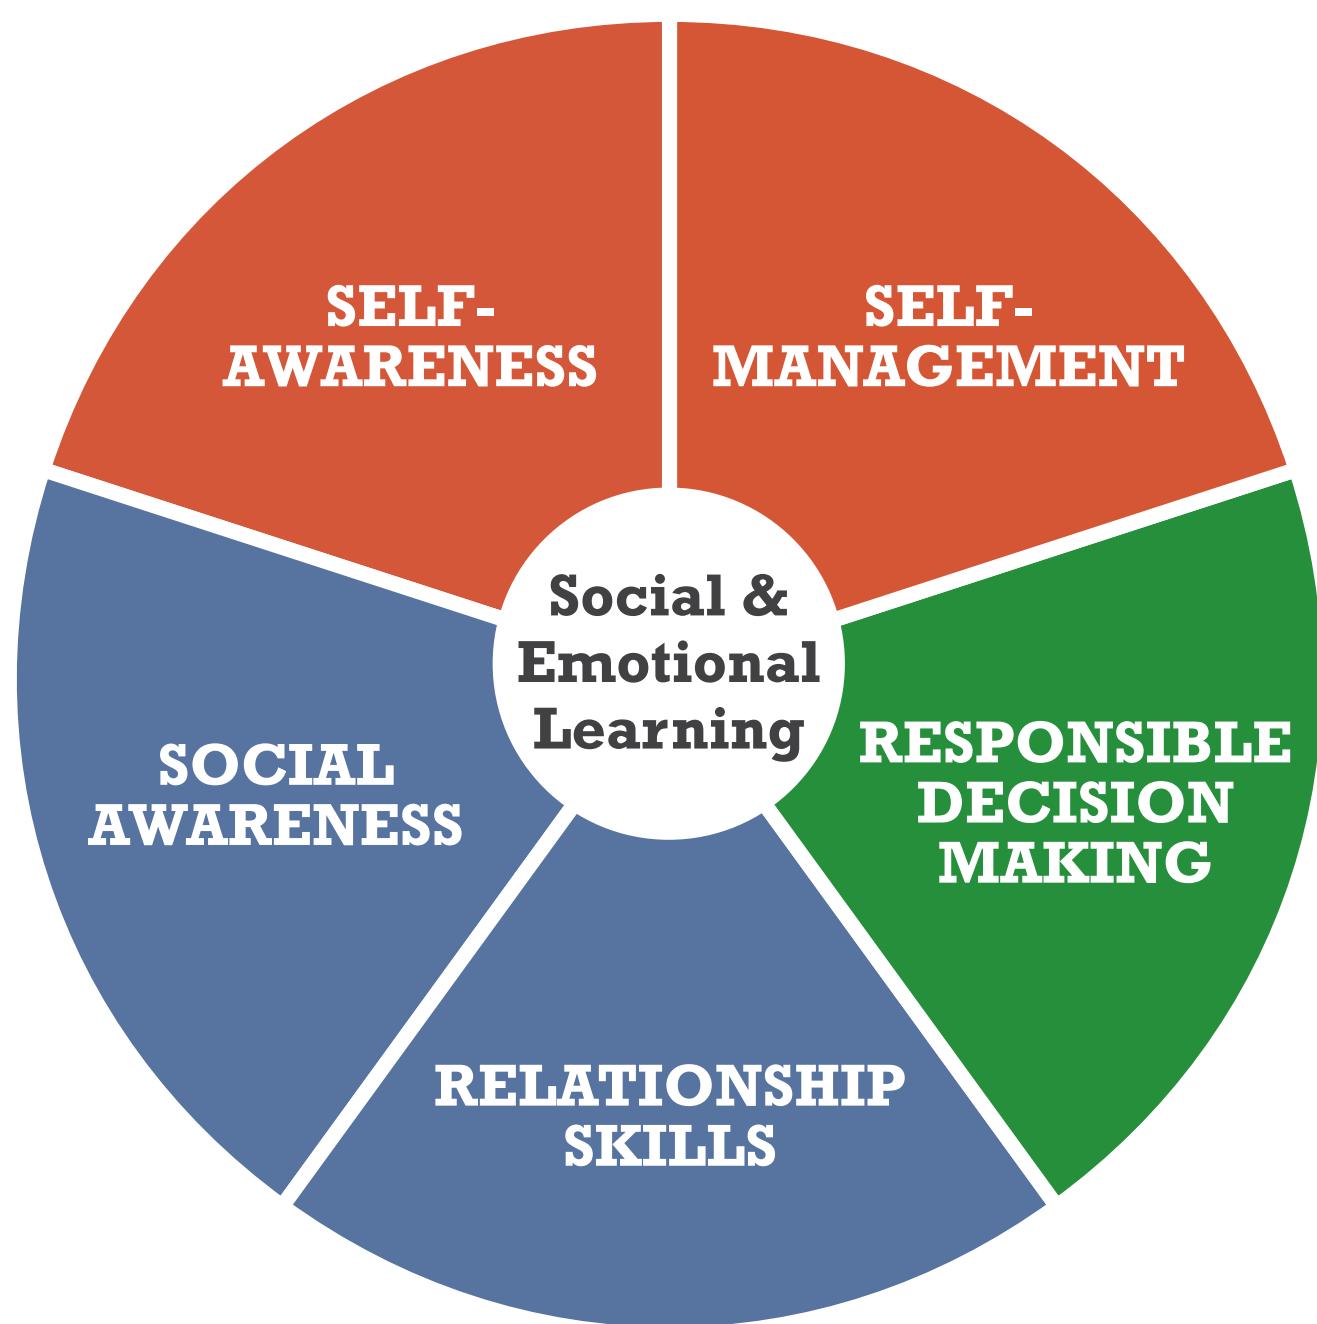 SELF-
AWARENESS
SELF-
MANAGEMENT
Social &
Emotional
Learning
RESPONSIBLE
DECISION
MAKING
SOCIAL
AWARENESS
RELATIONSHIP
SKILLS